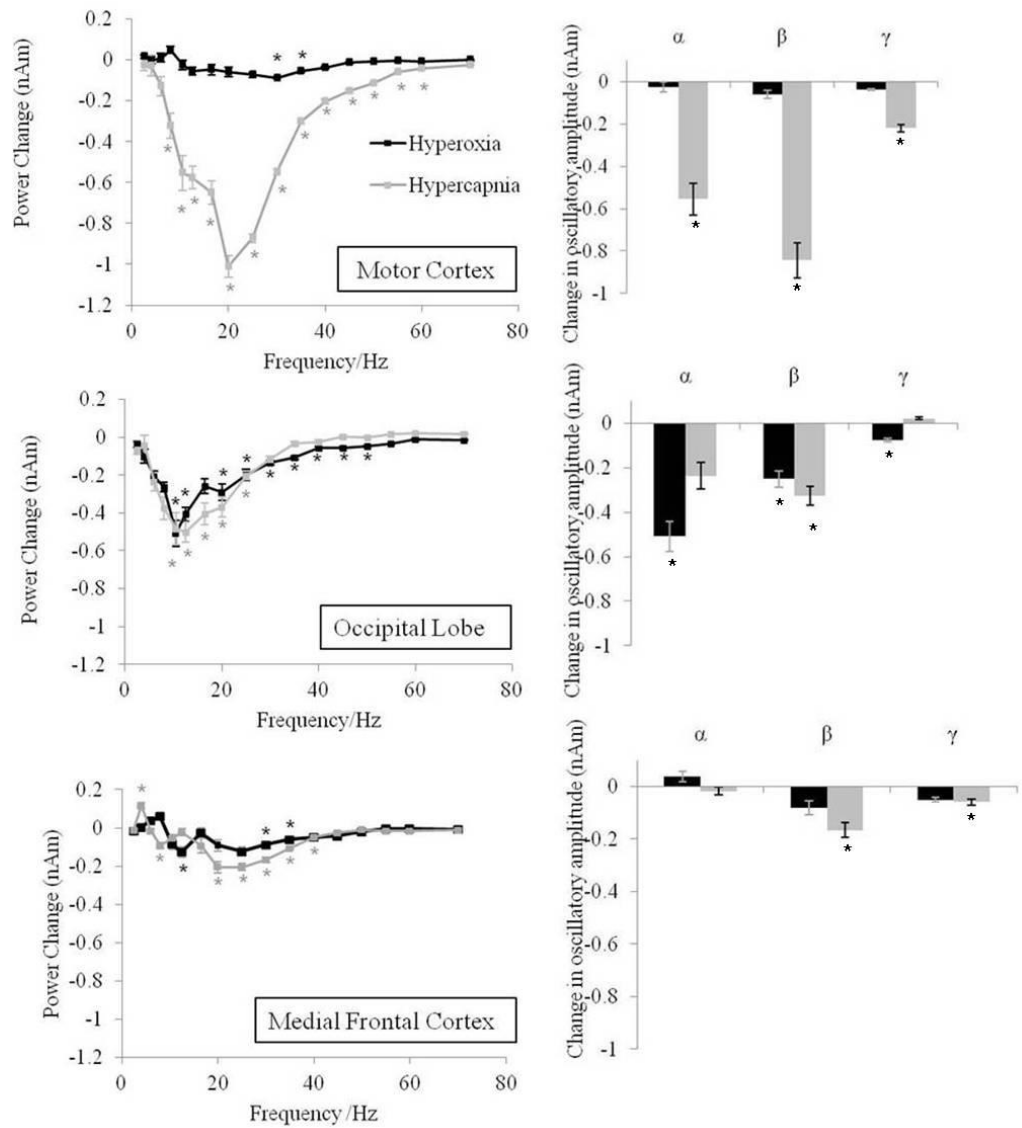 Power Change (nAm)
0.2
0
-0.2
-0.4
-0.6
-0.8
-1
-1.2
* *
* * * * * * * * * * * * *
Hyperoxia
Hypercapnia
Motor Cortex
0 20 40 60 80
Frequency/Hz
Change in oscillatory amplitude (nAm)
α β γ
0
-0.2
-0.4
-0.6
-0.8
-1
* * *
Power Change (nAm)
0.2
0
-0.2
-0.4
-0.6
-0.8
-1
-1.2
* * * * * * * * *
* * * * *
Occipital Lobe
0 20 40 60 80
Frequency/Hz
Change in oscillatory amplitude (nAm)
α β γ
0
-0.2
-0.4
-0.6
-0.8
-1
* * * *
Power Change (nAm)
0.2
0
-0.2
-0.4
-0.6
-0.8
-1
-1.2
* * *
* * * * * * *
Medial Frontal Cortex
0 20 40 60 80
Frequency /Hz
Change in oscillatory amplitude (nAm)
α β γ
0
-0.2
-0.4
-0.6
-0.8
-1
* *